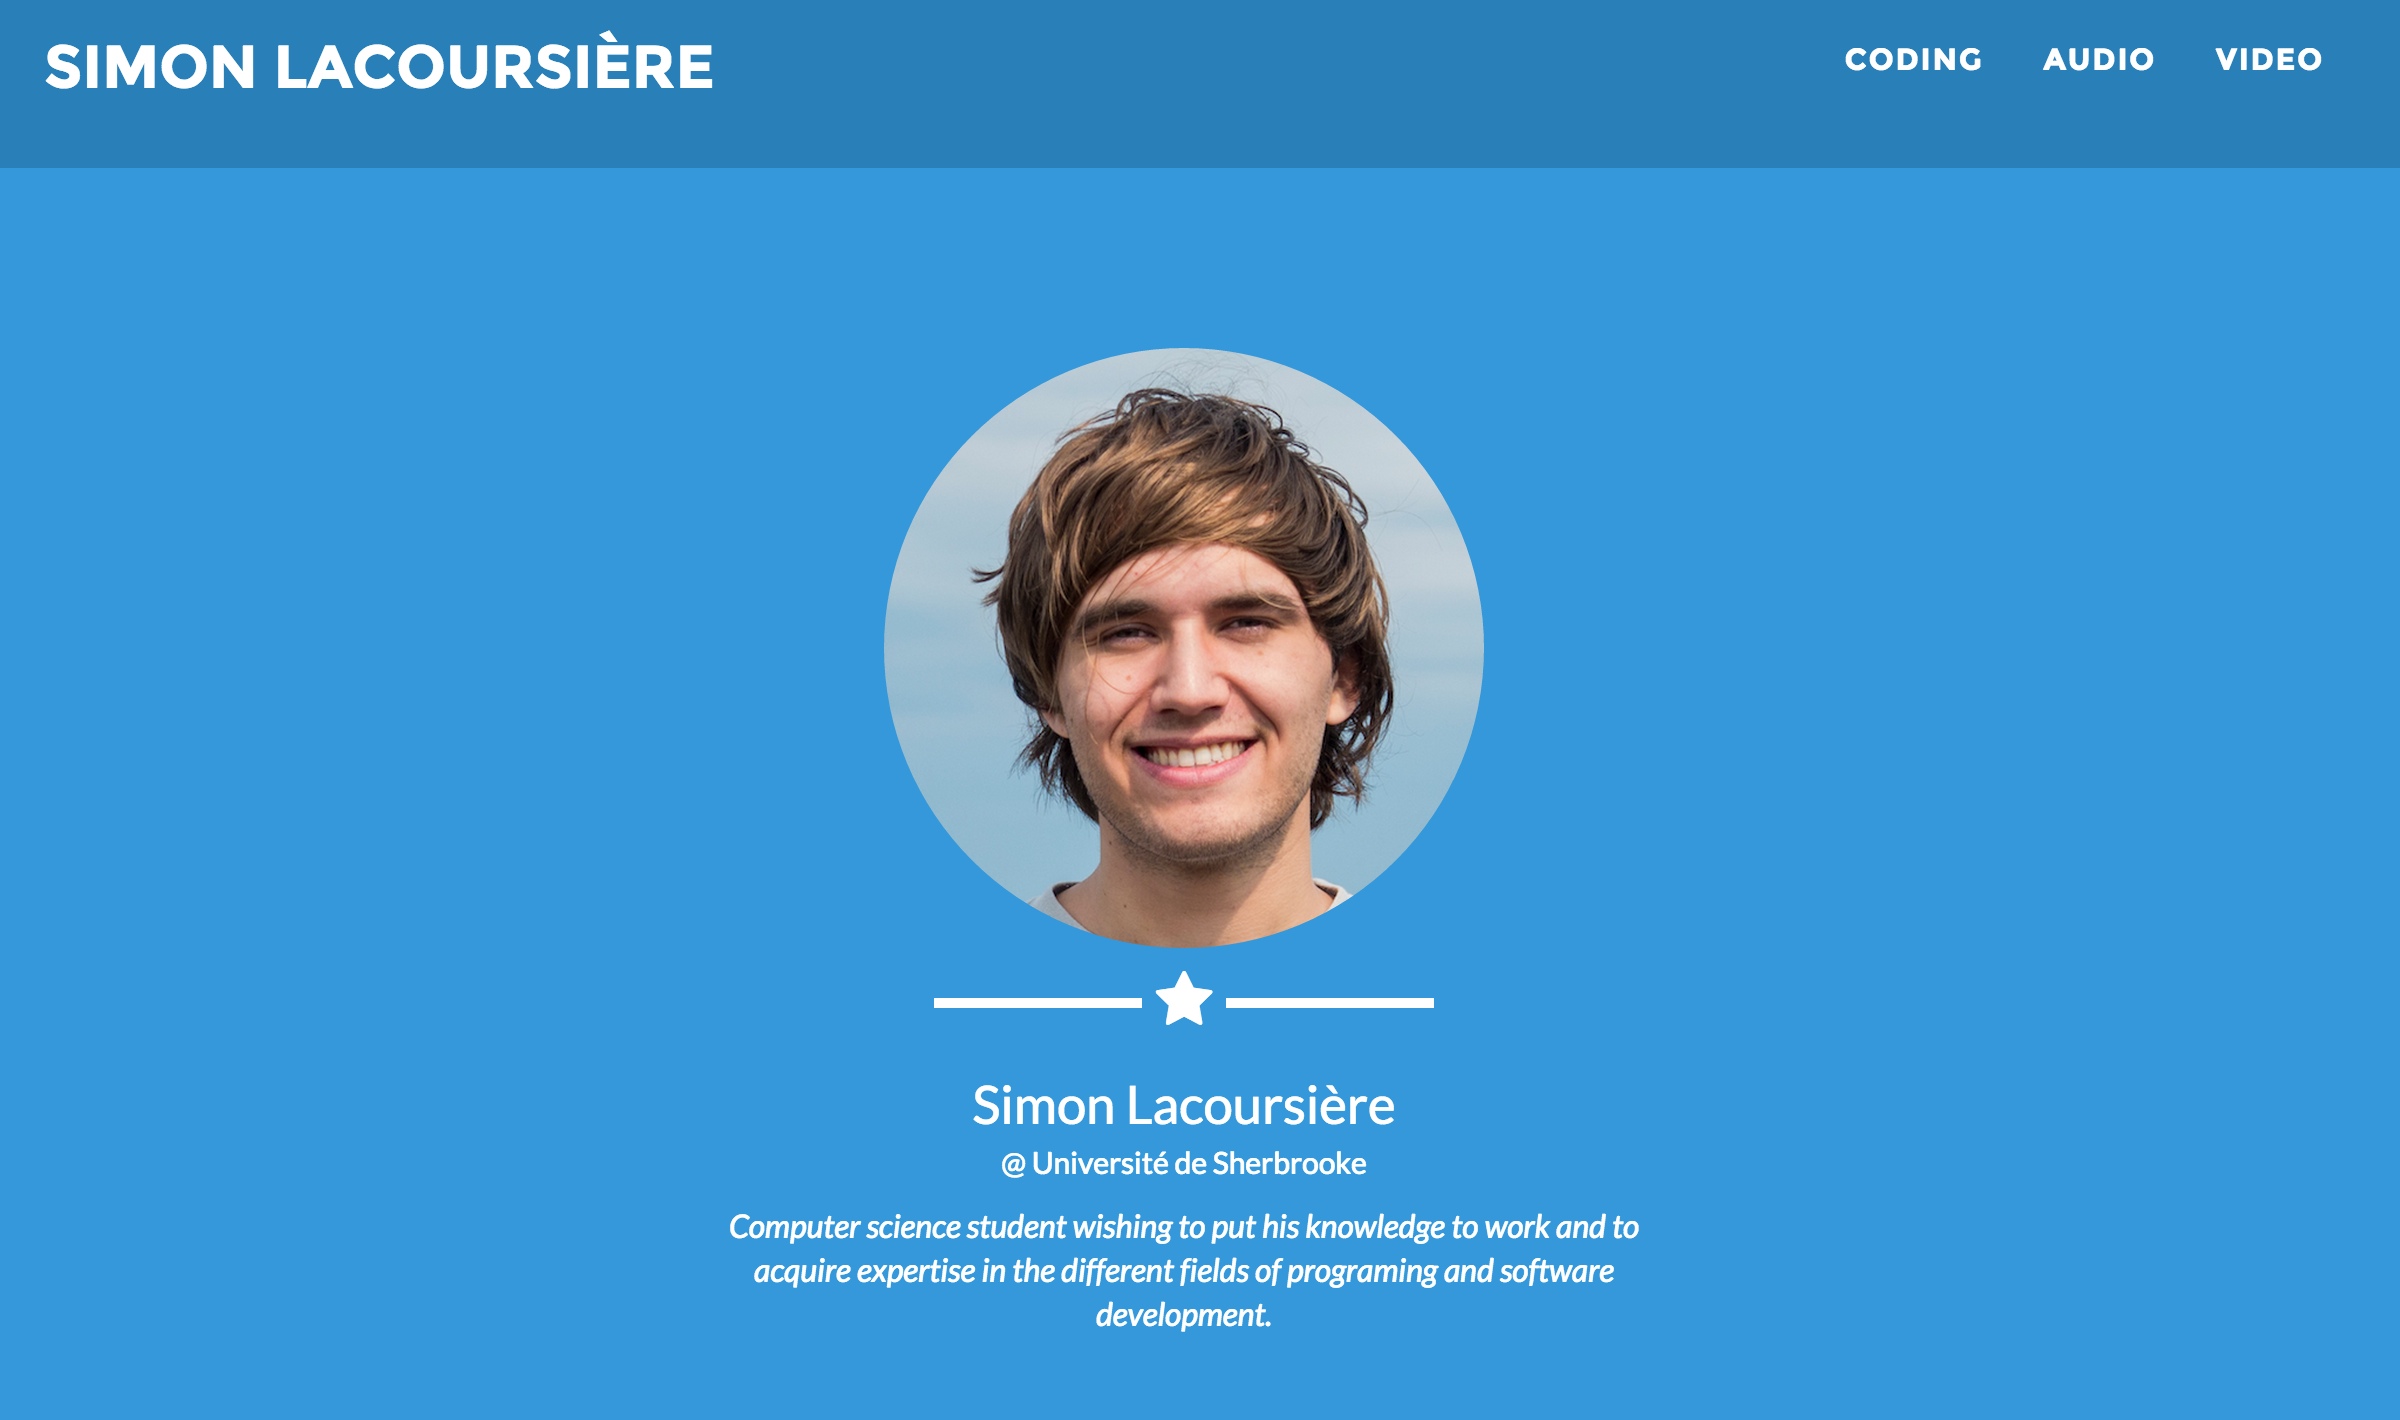 SIMON LACOURSIÈRE
CODING AUDIO VIDEO
Simon Lacoursière
@ Université de Sherbrooke
Computer science student wishing to put his knowledge to work and to
acquire expertise in the different fields of programing and software
development.